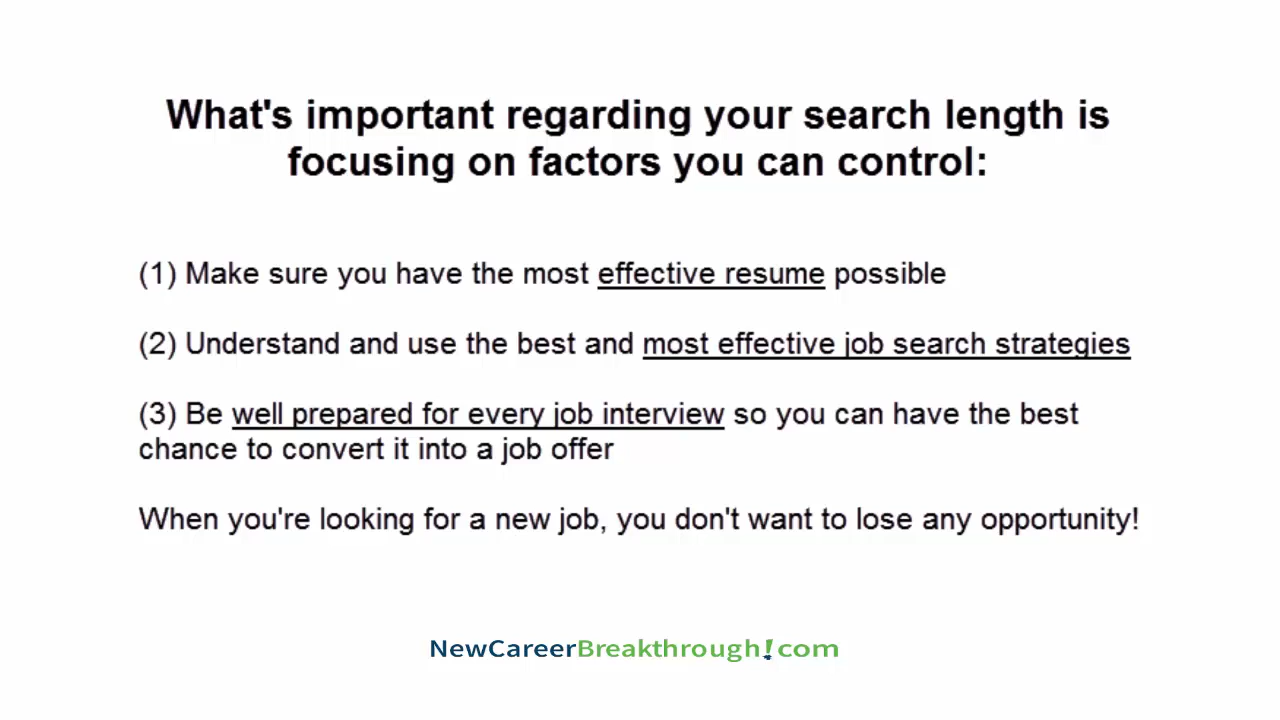 What's important regarding your search length is
focusing on factors you can control:
(1) Make sure you have the most effective resume possible
(2) Understand and use the best and most effective job search strategies
(3) Be well prepared for every job interview so you can have the best
chance to convert it into a job offer
When you're looking for a new job, you don't want to lose any opportunity!
NewCareerBreakthrough!com